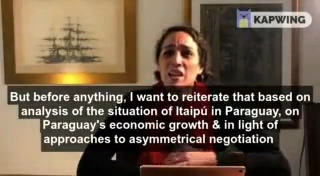 KAPWING
But before anything, I want to reiterate that based on
analysis of the situation of Itaipú in Paraguay, on
Paraguay's economic growth & in light of
approaches to asymmetrical negotiation